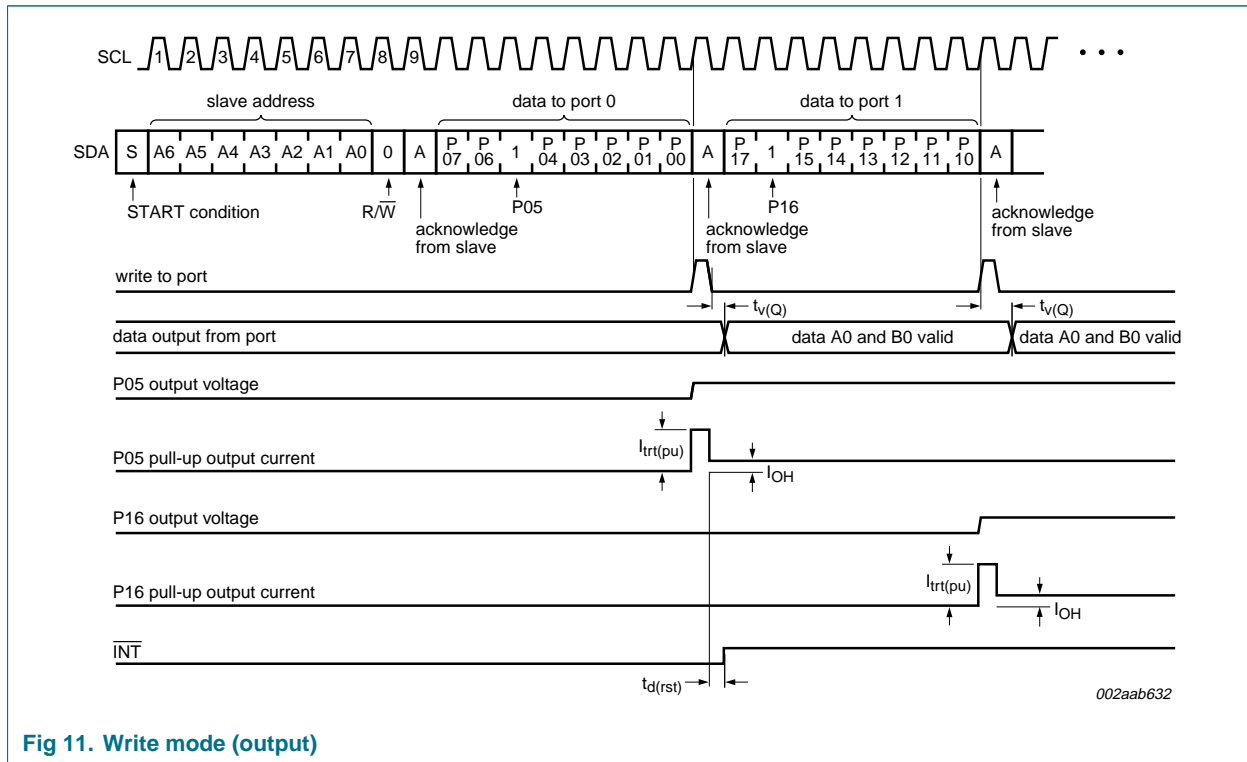 SCL 1 2 3 4 5 6 7 8 9
slave address data to port 0 data to port 1
SDA S A6 A5 A4 A3 A2 A1 A0 0 A P07 P06 1 P04 P03 P02 P01 P00 A P17 1 P15 P14 P13 P12 P11 P10 A
START condition R/W P05 P16
acknowledge
from slave
acknowledge
from slave
acknowledge
from slave
write to port
tv(Q) tv(Q)
data output from port data A0 and B0 valid data A0 and B0 valid
P05 output voltage
Itrt(pu)
P05 pull-up output current
IOH
P16 output voltage
Itrt(pu)
P16 pull-up output current
IOH
INT
td(rst)
002aab632
Fig 11. Write mode (output)